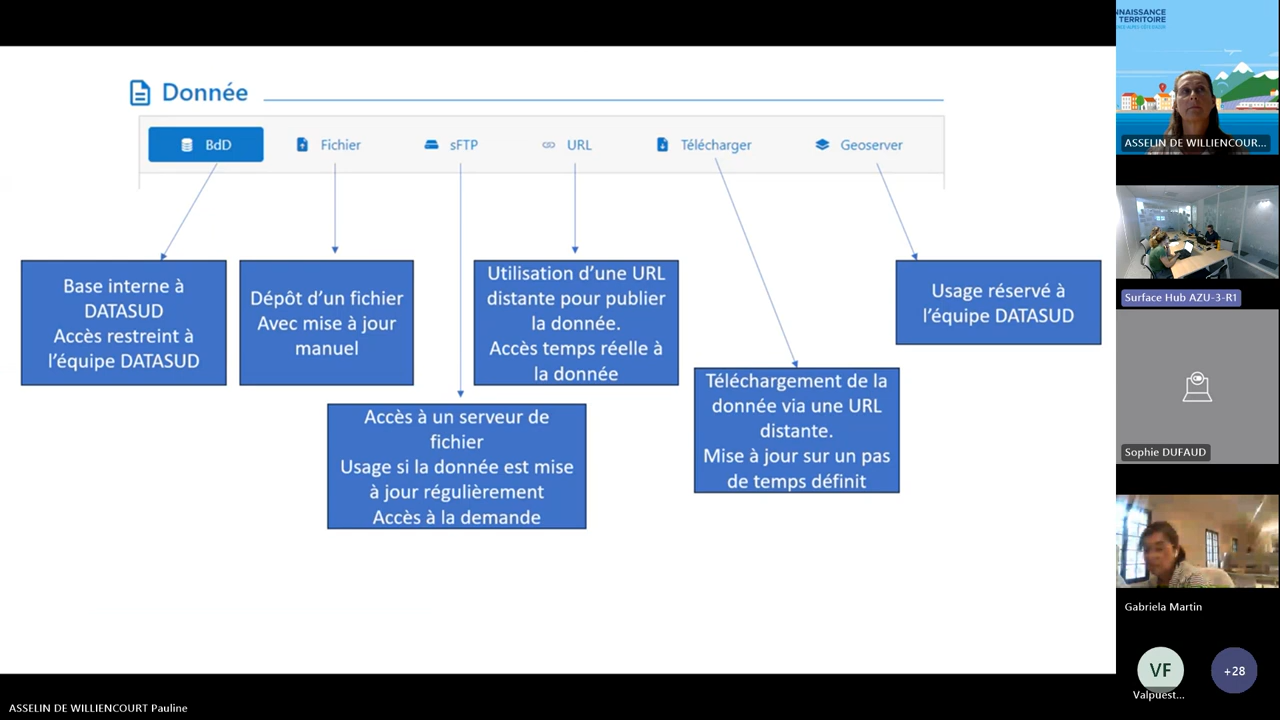 Donnée
BdD
Fichier
sFTP
URL
Télécharger
Geoserver
Base interne à
DATASUD
Accès restreint à
l’équipe DATASUD
Dépôt d’un fichier
Avec mise à jour
manuel
Utilisation d’une URL
distante pour publier
la donnée.
Accès temps réelle à
la donnée
Usage réservé à
l’équipe DATASUD
Accès à un serveur de
fichier
Usage si la donnée est mise
à jour régulièrement
Accès à la demande
Téléchargement de la
donnée via une URL
distante.
Mise à jour sur un pas
de temps définit
NNAISSANCE
TERRITOIRE
ASSELIN DE WILLIENCOUR...
Surface Hub AZU-3-R1
Sophie DUFAUD
Gabriela Martin
VF
+28
Valpuest...
ASSELIN DE WILLIENCOURT Pauline